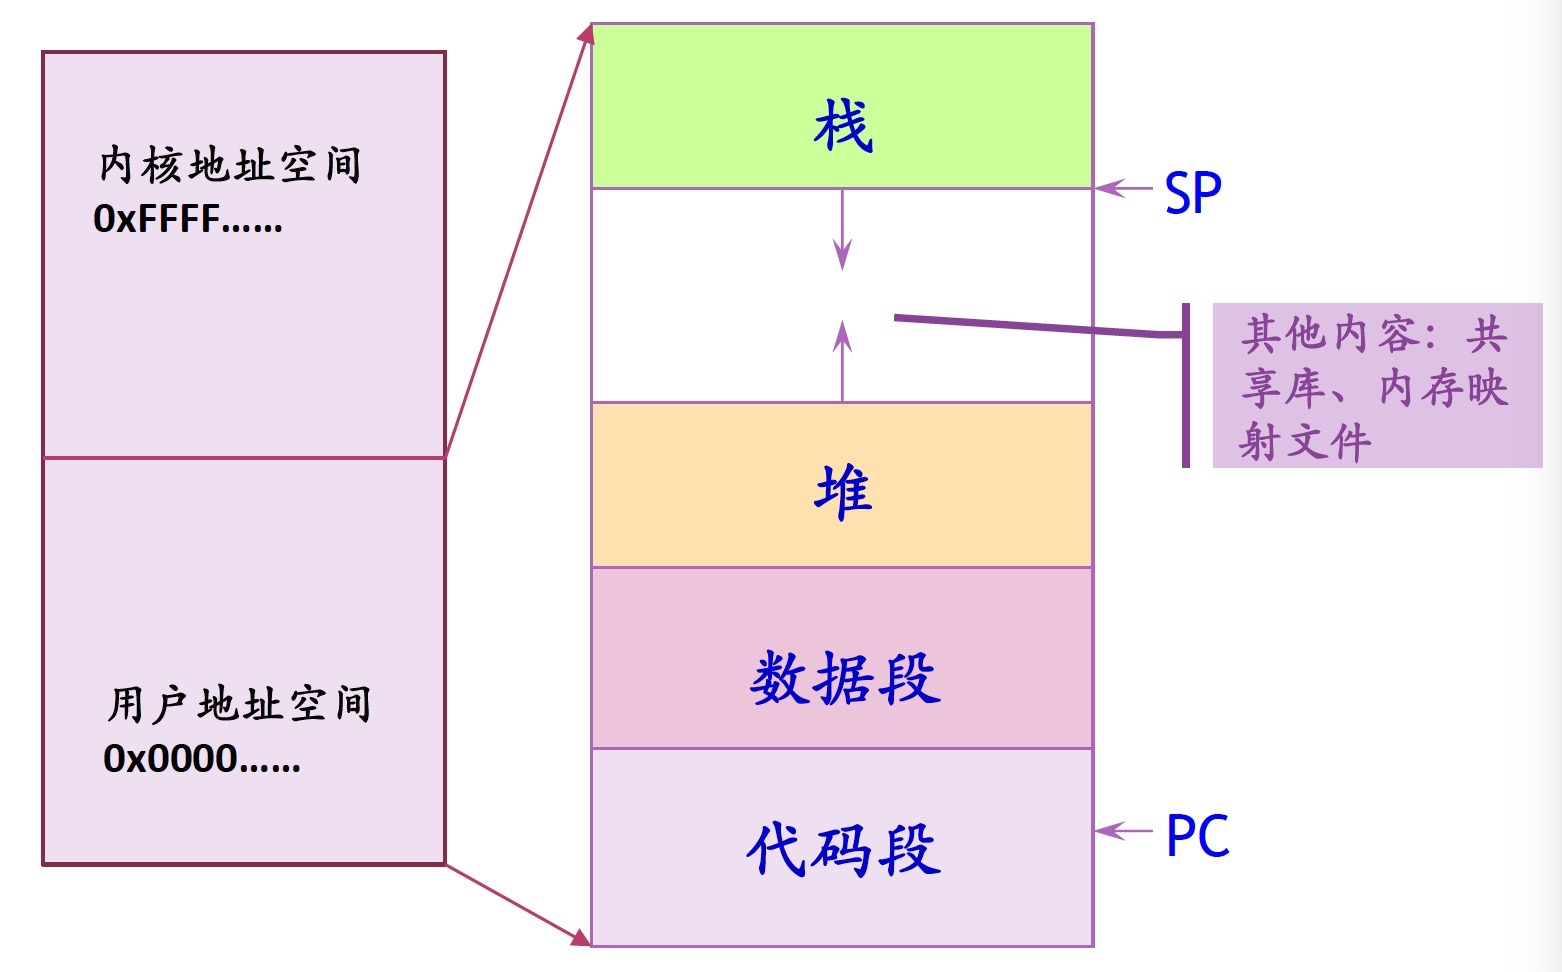 内核地址空间
0xFFFF……
用户地址空间
0x0000……
栈
SP
其他内容：共
享库、内存映
射文件
堆
数据段
代码段
PC